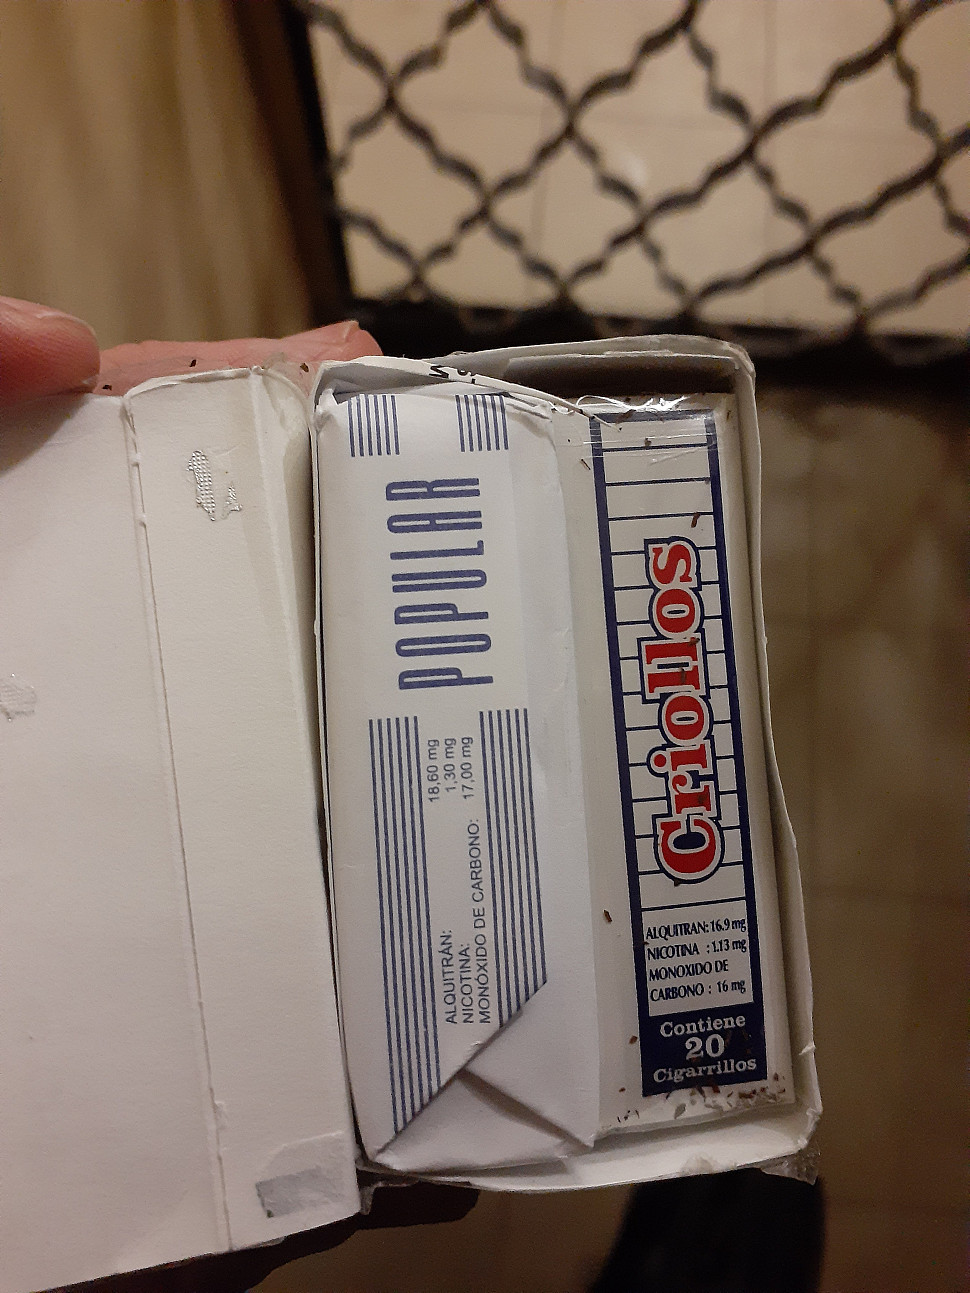 POPULAR
ALQUITRÁN: 18,60 mg
NICOTINA: 1,30 mg
MONÓXIDO DE CARBONO: 17,00 mg
Criollos
ALQUITRAN: 16.9 mg
NICOTINA : 1.13 mg
MONOXIDO DE
CARBONO : 16 mg
Contiene
20
Cigarrillos